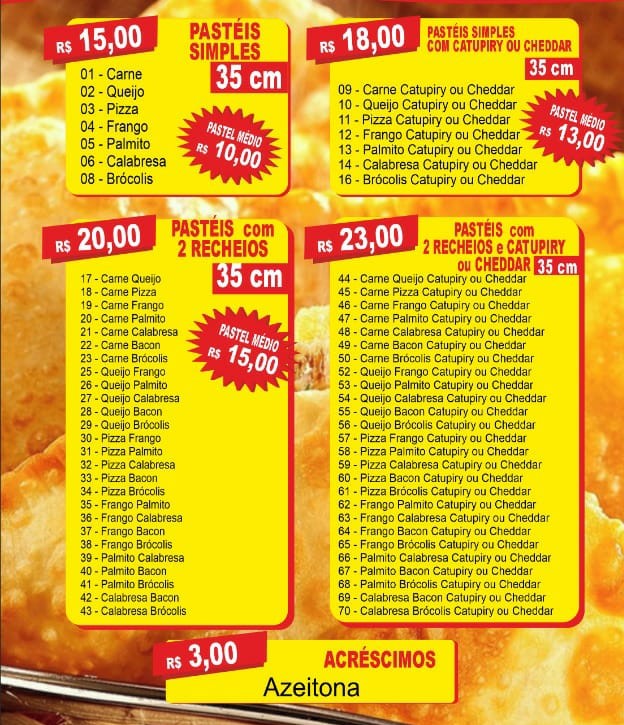 R$ 15,00
PASTÉIS
SIMPLES
35 cm
01 - Carne
02 - Queijo
03 - Pizza
04 - Frango
05 - Palmito
06 - Calabresa
08 - Brócolis
PASTEL MÉDIO
R$ 10,00
R$ 18,00
PASTÉIS SIMPLES
COM CATUPIRY OU CHEDDAR
35 cm
09 - Carne Catupiry ou Cheddar
10 - Queijo Catupiry ou Cheddar
11 - Pizza Catupiry ou Cheddar
12 - Frango Catupiry ou Cheddar
13 - Palmito Catupiry ou Cheddar
14 - Calabresa Catupiry ou Cheddar
16 - Brócolis Catupiry ou Cheddar
PASTEL MÉDIO
R$ 13,00
R$ 20,00
PASTÉIS com
2 RECHEIOS
35 cm
17 - Carne Queijo
18 - Carne Pizza
19 - Carne Frango
20 - Carne Palmito
21 - Carne Calabresa
22 - Carne Bacon
23 - Carne Brócolis
25 - Queijo Frango
26 - Queijo Palmito
27 - Queijo Calabresa
28 - Queijo Bacon
29 - Queijo Brócolis
30 - Pizza Frango
31 - Pizza Palmito
32 - Pizza Calabresa
33 - Pizza Bacon
34 - Pizza Brócolis
35 - Frango Palmito
36 - Frango Calabresa
37 - Frango Bacon
38 - Frango Brócolis
39 - Palmito Calabresa
40 - Palmito Bacon
41 - Palmito Brócolis
42 - Calabresa Bacon
43 - Calabresa Brócolis
PASTEL MÉDIO
R$ 15,00
R$ 23,00
PASTÉIS com
2 RECHEIOS e CATUPIRY
ou CHEDDAR 35 cm
44 - Carne Queijo Catupiry ou Cheddar
45 - Carne Pizza Catupiry ou Cheddar
46 - Carne Frango Catupiry ou Cheddar
47 - Carne Palmito Catupiry ou Cheddar
48 - Carne Calabresa Catupiry ou Cheddar
49 - Carne Bacon Catupiry ou Cheddar
50 - Carne Brócolis Catupiry ou Cheddar
52 - Queijo Frango Catupiry ou Cheddar
53 - Queijo Palmito Catupiry ou Cheddar
54 - Queijo Calabresa Catupiry ou Cheddar
55 - Queijo Bacon Catupiry ou Cheddar
56 - Queijo Brócolis Catupiry ou Cheddar
57 - Pizza Frango Catupiry ou Cheddar
58 - Pizza Palmito Catupiry ou Cheddar
59 - Pizza Calabresa Catupiry ou Cheddar
60 - Pizza Bacon Catupiry ou Cheddar
61 - Pizza Brócolis Catupiry ou Cheddar
62 - Frango Palmito Catupiry ou Cheddar
63 - Frango Calabresa Catupiry ou Cheddar
64 - Frango Bacon Catupiry ou Cheddar
65 - Frango Brócolis Catupiry ou Cheddar
66 - Palmito Calabresa Catupiry ou Cheddar
67 - Palmito Bacon Catupiry ou Cheddar
68 - Palmito Brócolis Catupiry ou Cheddar
69 - Calabresa Bacon Catupiry ou Cheddar
70 - Calabresa Brócolis Catupiry ou Cheddar
R$ 3,00
ACRÉSCIMOS
Azeitona